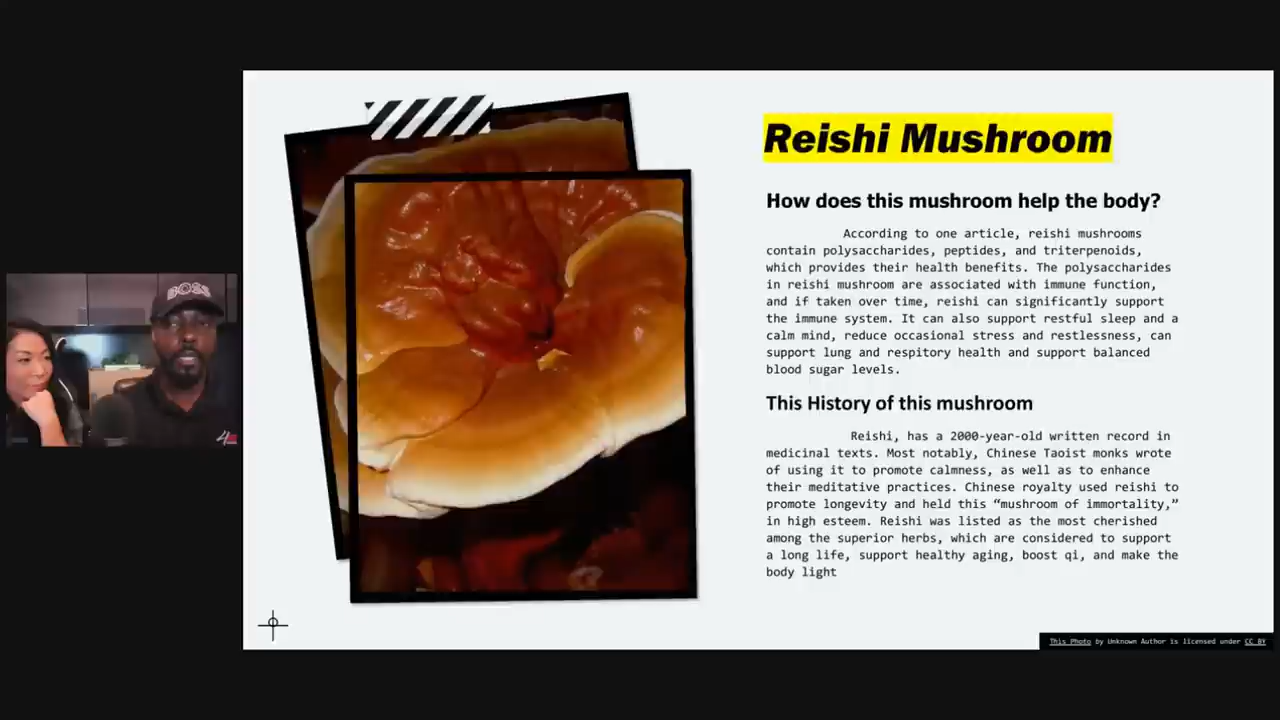 Reishi Mushroom
How does this mushroom help the body?
According to one article, reishi mushrooms
contain polysaccharides, peptides, and triterpenoids,
which provides their health benefits. The polysaccharides
in reishi mushroom are associated with immune function,
and if taken over time, reishi can significantly support
the immune system. It can also support restful sleep and a
calm mind, reduce occasional stress and restlessness, can
support lung and respitory health and support balanced
blood sugar levels.
This History of this mushroom
Reishi, has a 2000-year-old written record in
medicinal texts. Most notably, Chinese Taoist monks wrote
of using it to promote calmness, as well as to enhance
their meditative practices. Chinese royalty used reishi to
promote longevity and held this “mushroom of immortality,”
in high esteem. Reishi was listed as the most cherished
among the superior herbs, which are considered to support
a long life, support healthy aging, boost qi, and make the
body light
This Photo by Unknown Author is licensed under CC BY
BOSS
4